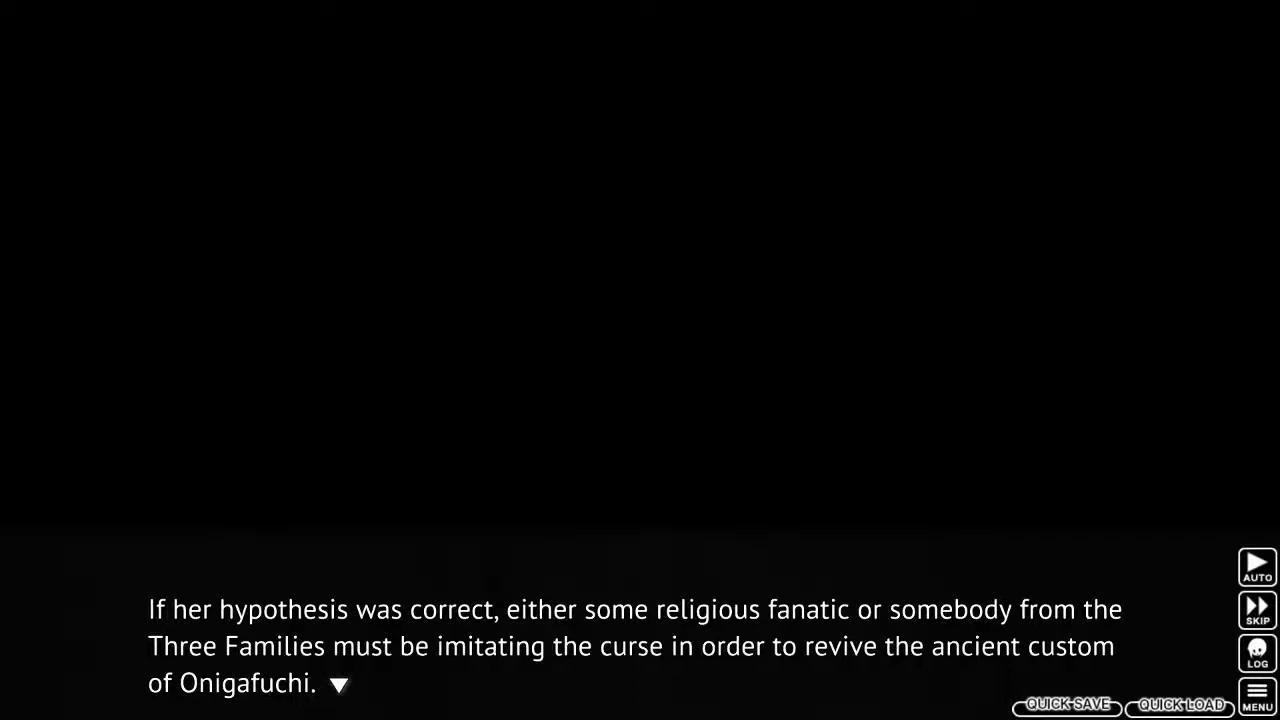 If her hypothesis was correct, either some religious fanatic or somebody from the
Three Families must be imitating the curse in order to revive the ancient custom
of Onigafuchi.
AUTO
SKIP
LOG
MENU
QUICK SAVE QUICK LOAD